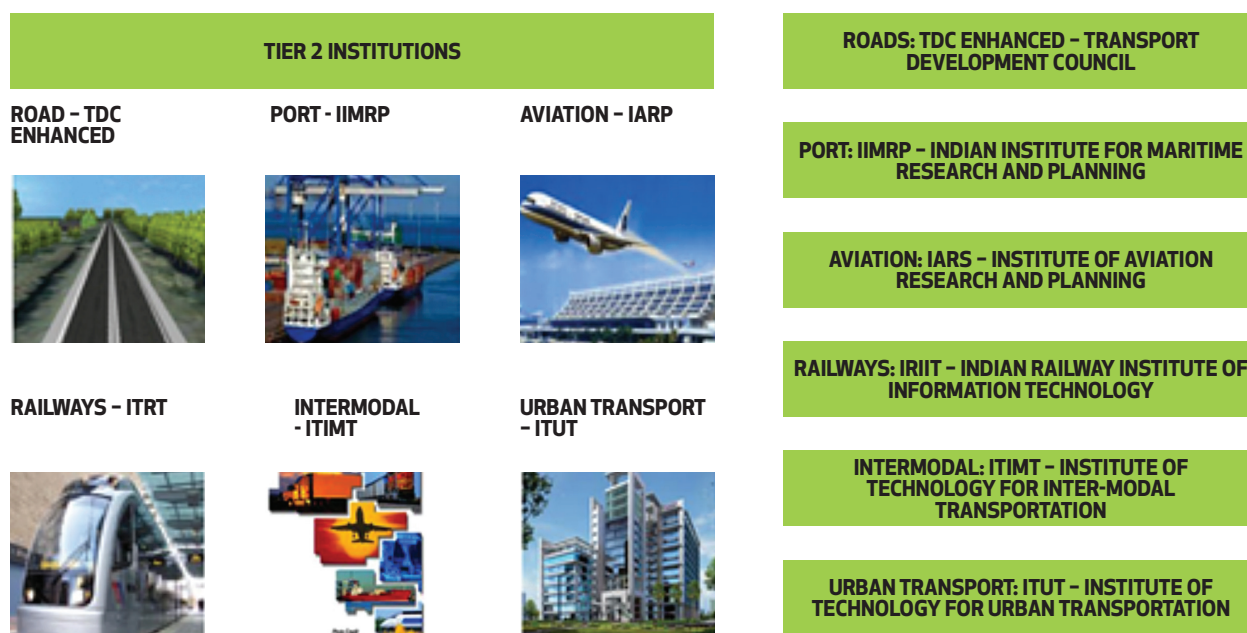 TIER 2 INSTITUTIONS
ROAD – TDC
ENHANCED
PORT - IIMRP
AVIATION – IARP
RAILWAYS – ITRT
INTERMODAL
- ITIMT
URBAN TRANSPORT
– ITUT
ROADS: TDC ENHANCED – TRANSPORT
DEVELOPMENT COUNCIL
PORT: IIMRP – INDIAN INSTITUTE FOR MARITIME
RESEARCH AND PLANNING
AVIATION: IARS – INSTITUTE OF AVIATION
RESEARCH AND PLANNING
RAILWAYS: IRIIT – INDIAN RAILWAY INSTITUTE OF
INFORMATION TECHNOLOGY
INTERMODAL: ITIMT – INSTITUTE OF
TECHNOLOGY FOR INTER-MODAL
TRANSPORTATION
URBAN TRANSPORT: ITUT – INSTITUTE OF
TECHNOLOGY FOR URBAN TRANSPORTATION